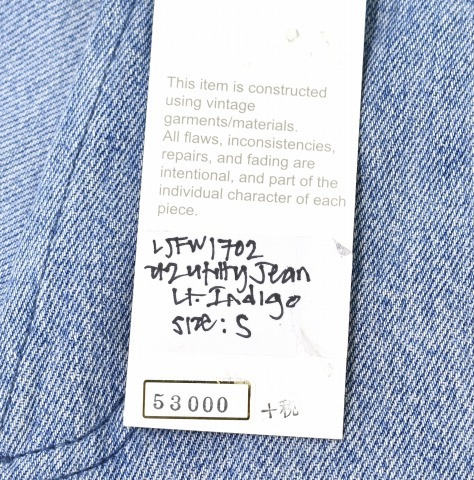 This item is constructed
using vintage
garments/materials.
All flaws, inconsistencies,
repairs, and fading are
intentional, and part of the
individual character of each
piece.
LJFW1702
utility Jean
Lt. Indigo
size: S
53000 +税